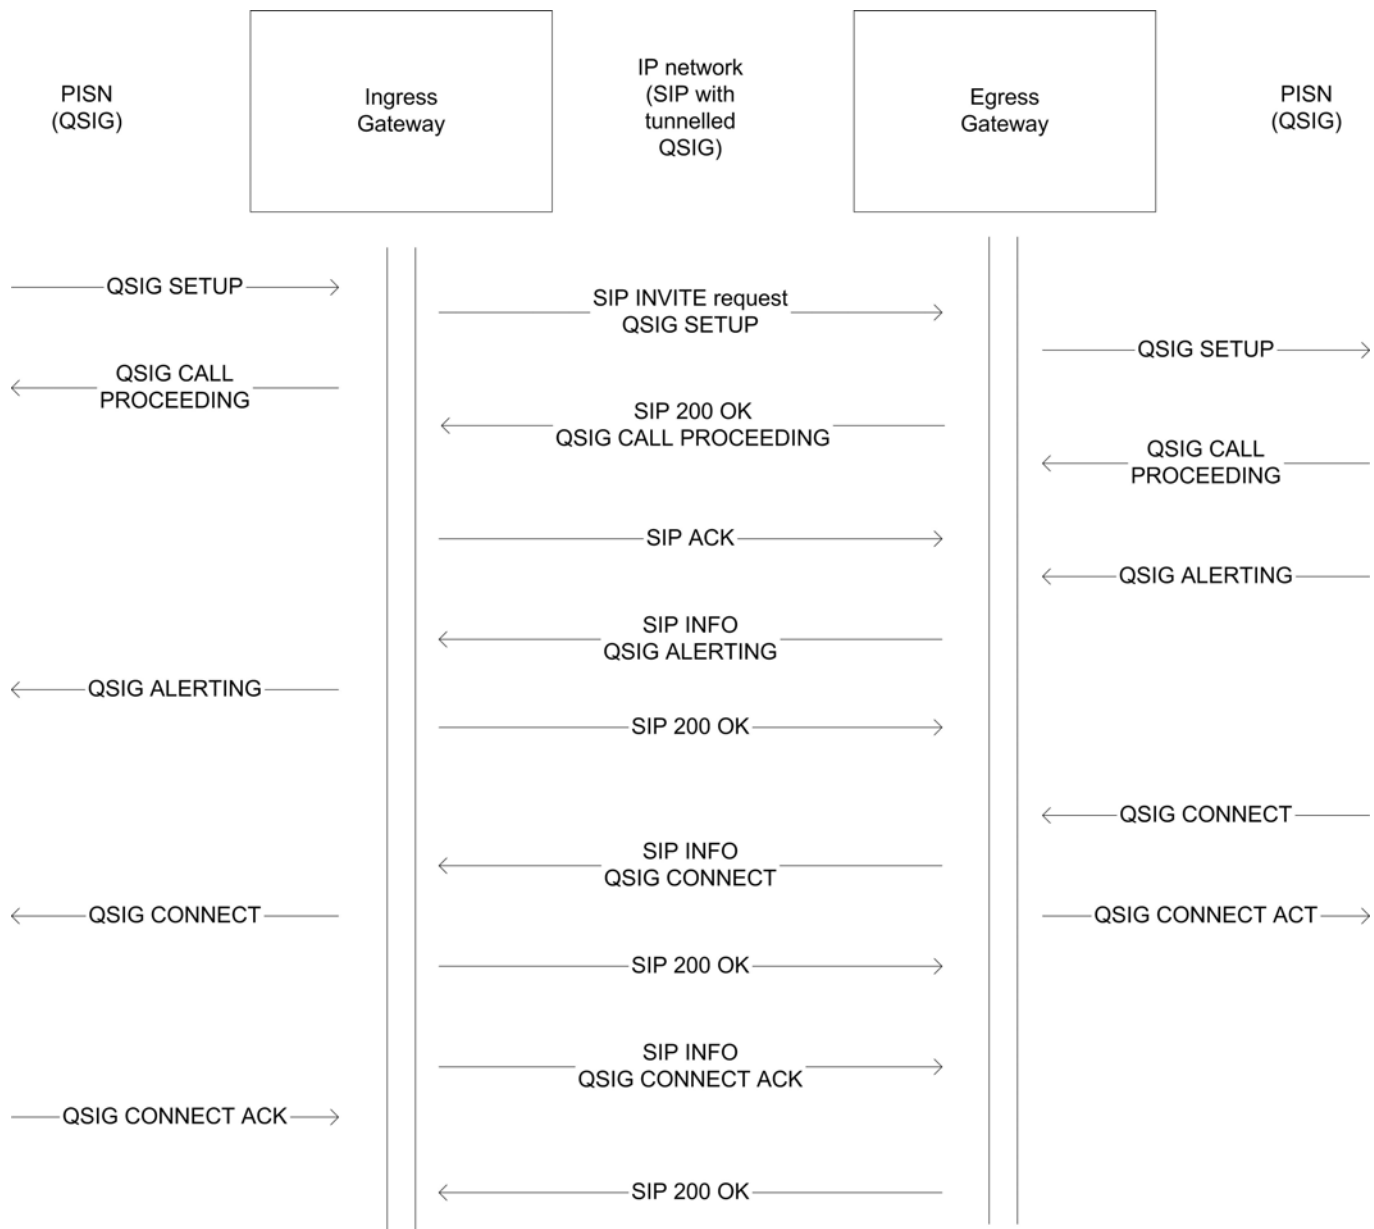 PISN
(QSIG)
Ingress
Gateway
IP network
(SIP with
tunnelled
QSIG)
Egress
Gateway
PISN
(QSIG)
QSIG SETUP
SIP INVITE request
QSIG SETUP
QSIG SETUP
QSIG CALL
PROCEEDING
SIP 200 OK
QSIG CALL PROCEEDING
QSIG CALL
PROCEEDING
SIP ACK
QSIG ALERTING
SIP INFO
QSIG ALERTING
QSIG ALERTING
SIP 200 OK
QSIG CONNECT
SIP INFO
QSIG CONNECT
QSIG CONNECT
QSIG CONNECT ACT
SIP 200 OK
SIP INFO
QSIG CONNECT ACK
QSIG CONNECT ACK
SIP 200 OK